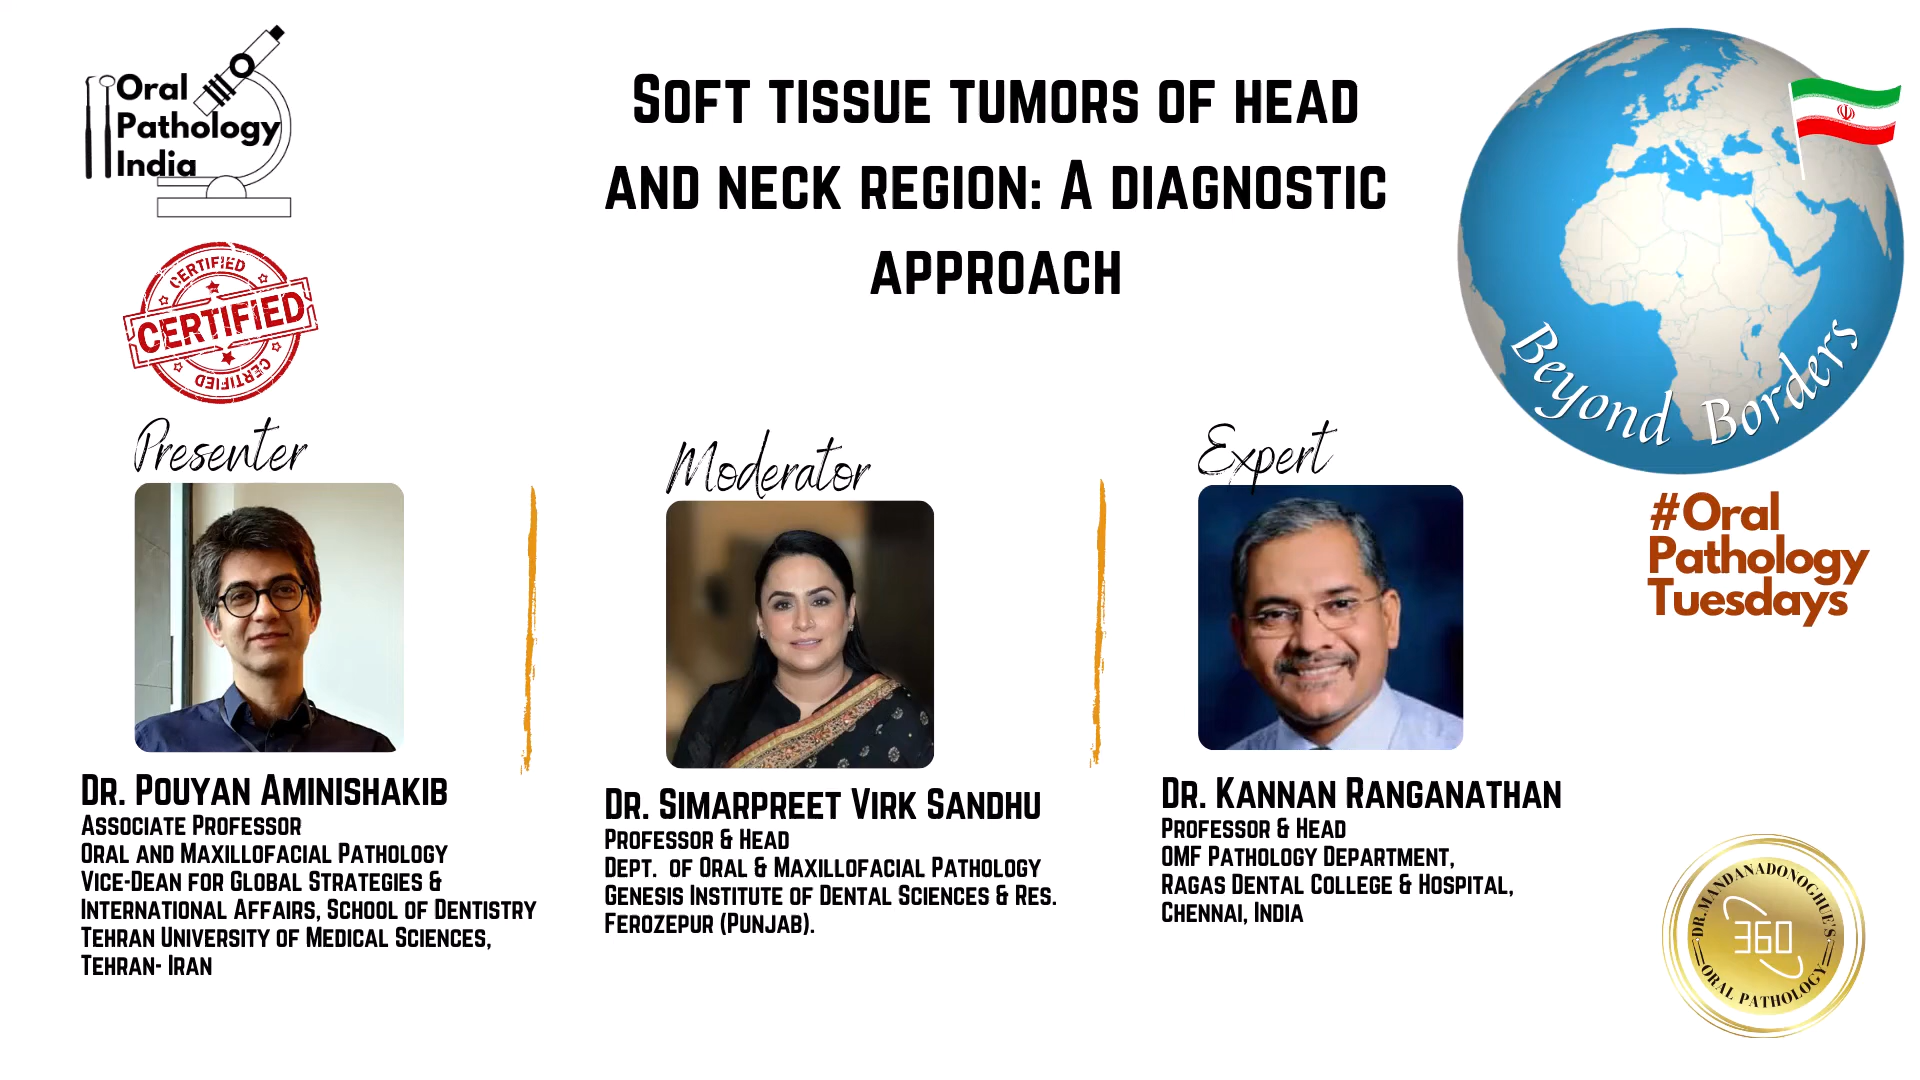 Oral
Pathology
India
Soft tissue tumors of head
and neck region: A diagnostic
approach
CERTIFIED
CERTIFIED
CERTIFIED
Beyond Borders
#Oral
Pathology
Tuesdays
Presenter
Moderator
Expert
Dr. Pouyan Aminishakib
Associate Professor
Oral and Maxillofacial Pathology
Vice-Dean for Global Strategies &
International Affairs, School of Dentistry
Tehran University of Medical Sciences,
Tehran- Iran
Dr. Simarpreet Virk Sandhu
Professor & Head
Dept. of Oral & Maxillofacial Pathology
Genesis Institute of Dental Sciences & Res.
Ferozepur (Punjab).
Dr. Kannan Ranganathan
Professor & Head
OMF Pathology Department,
Ragas Dental College & Hospital,
Chennai, India
DR.MANDANADONOGHUE'S
360
ORAL PATHOLOGY